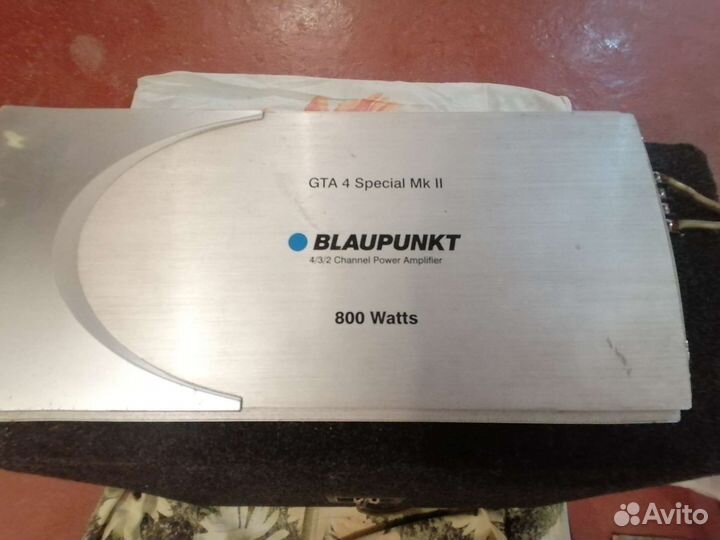 GTA 4 Special Mk II
BLAUPUNKT
4/3/2 Channel Power Amplifier
800 Watts
Avito